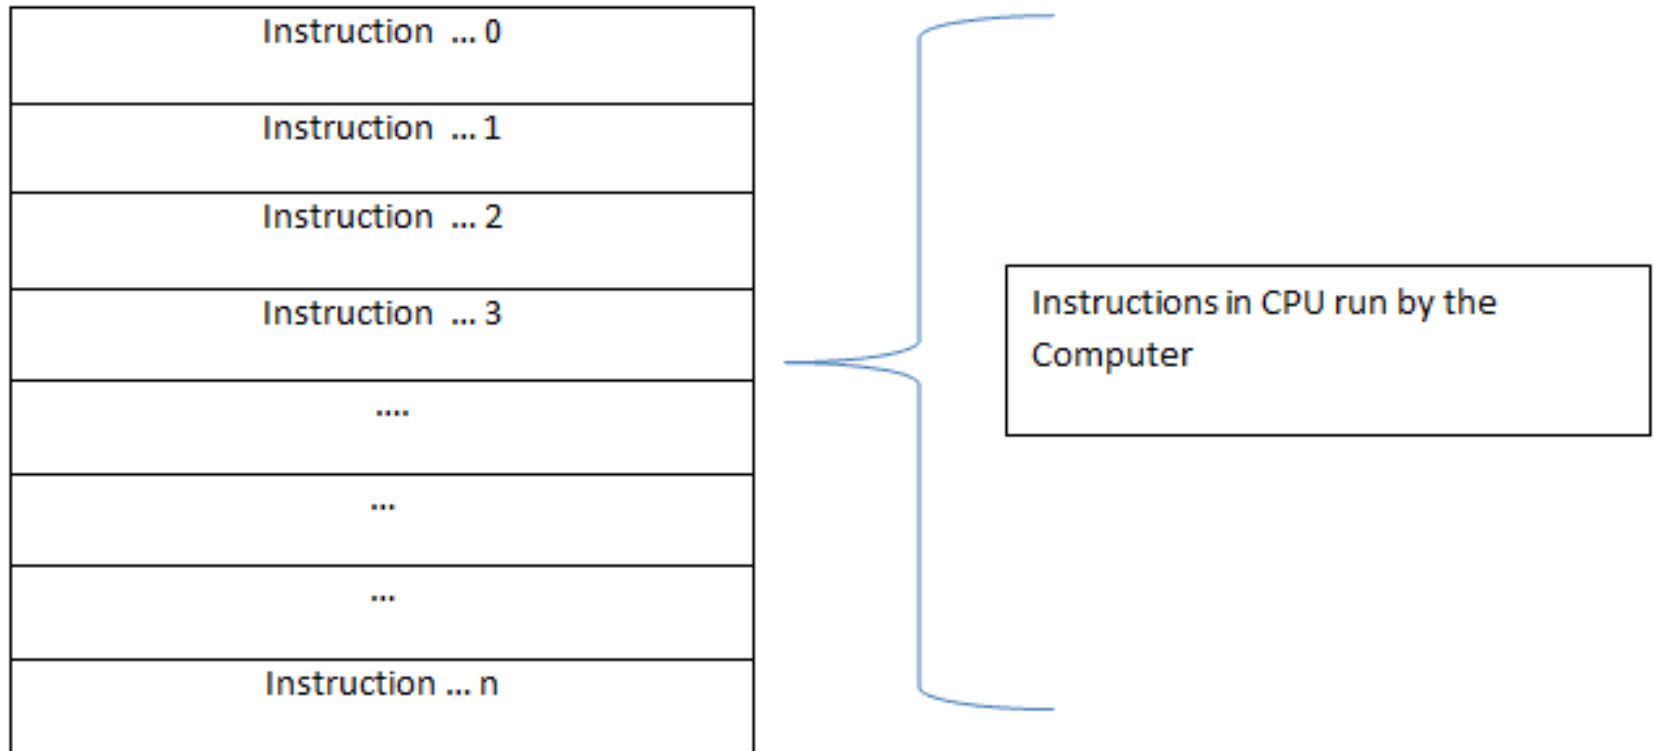 Instruction ... 0
Instruction ... 1
Instruction ... 2
Instruction ... 3
....
...
...
Instruction ... n
Instructions in CPU run by the
Computer